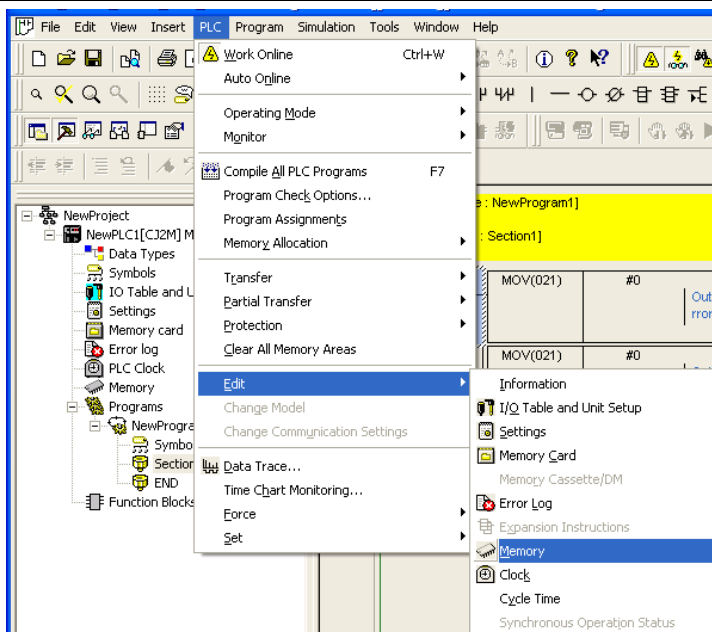 File Edit View Insert PLC Program Simulation Tools Window Help
Work Online Ctrl+W
Auto Online
Operating Mode
Monitor
Compile All PLC Programs F7
Program Check Options...
Program Assignments
Memory Allocation
Transfer
Partial Transfer
Protection
Clear All Memory Areas
Edit
Change Model
Change Communication Settings
Data Trace...
Time Chart Monitoring...
Force
Set
Information
I/O Table and Unit Setup
Settings
Memory Card
Memory Cassette/DM
Error Log
Expansion Instructions
Memory
Clock
Cycle Time
Synchronous Operation Status
NewProject
NewPLC1[CJ2M] M
Data Types
Symbols
IO Table and U
Settings
Memory card
Error log
PLC Clock
Memory
Programs
NewProgra
Symbo
Section
END
Function Blocks
: NewProgram1]
: Section1]
MOV(021) #0
Out
rror
MOV(021) #0